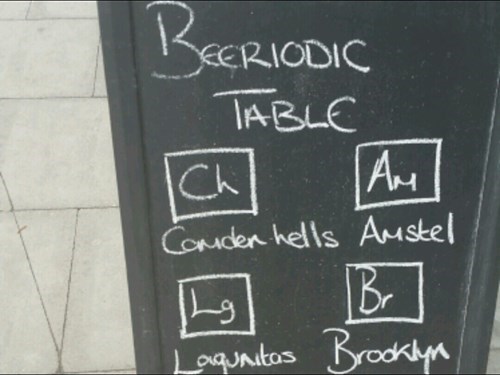 BEERIODIC
TABLE
Ch Am
Camden hells Amstel
Lg Br
Lagunitas Brooklyn